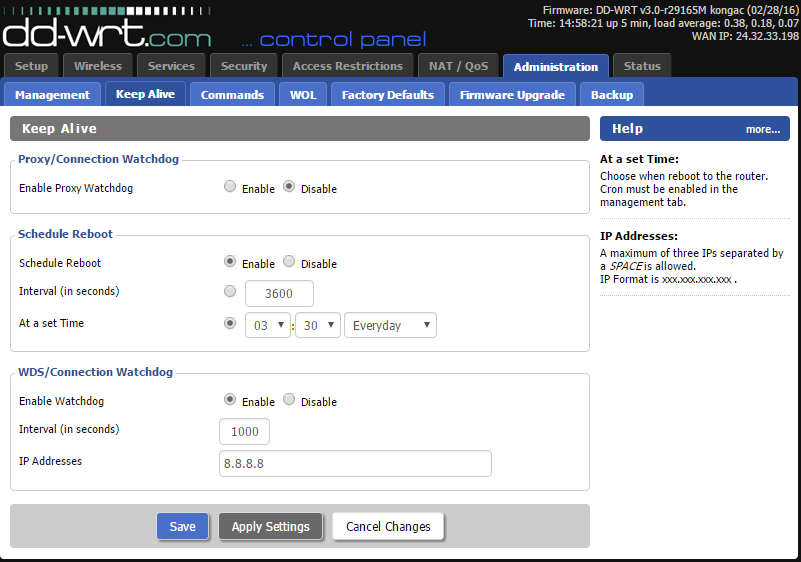 Firmware: DD-WRT v3.0-r29165M kongac (02/28/16)
Time: 14:58:21 up 5 min, load average: 0.38, 0.18, 0.07
WAN IP: 24.32.33.198
dd-wrt.com ... control panel
Setup Wireless Services Security Access Restrictions NAT / QoS Administration Status
Management Keep Alive Commands WOL Factory Defaults Firmware Upgrade Backup
Keep Alive
Proxy/Connection Watchdog
Enable Proxy Watchdog Enable Disable
Schedule Reboot
Schedule Reboot Enable Disable
Interval (in seconds) 3600
At a set Time 03 : 30 Everyday
WDS/Connection Watchdog
Enable Watchdog Enable Disable
Interval (in seconds) 1000
IP Addresses 8.8.8.8
Save Apply Settings Cancel Changes
Help more...
At a set Time:
Choose when reboot to the router.
Cron must be enabled in the
management tab.
IP Addresses:
A maximum of three IPs separated by
a SPACE is allowed.
IP Format is xxx.xxx.xxx.xxx .